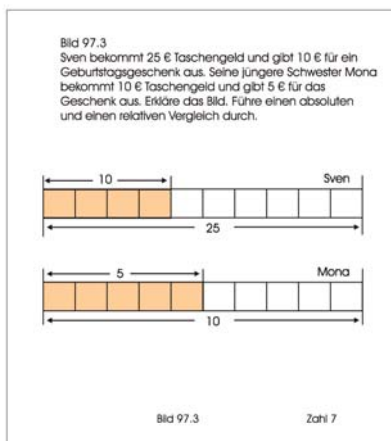 Bild 97.3
Sven bekommt 25 € Taschengeld und gibt 10 € für ein
Geburtstagsgeschenk aus. Seine jüngere Schwester Mona
bekommt 10 € Taschengeld und gibt 5 € für das
Geschenk aus. Erkläre das Bild. Führe einen absoluten
und einen relativen Vergleich durch.
10 Sven
25
5 Mona
10
Bild 97.3 Zahl 7